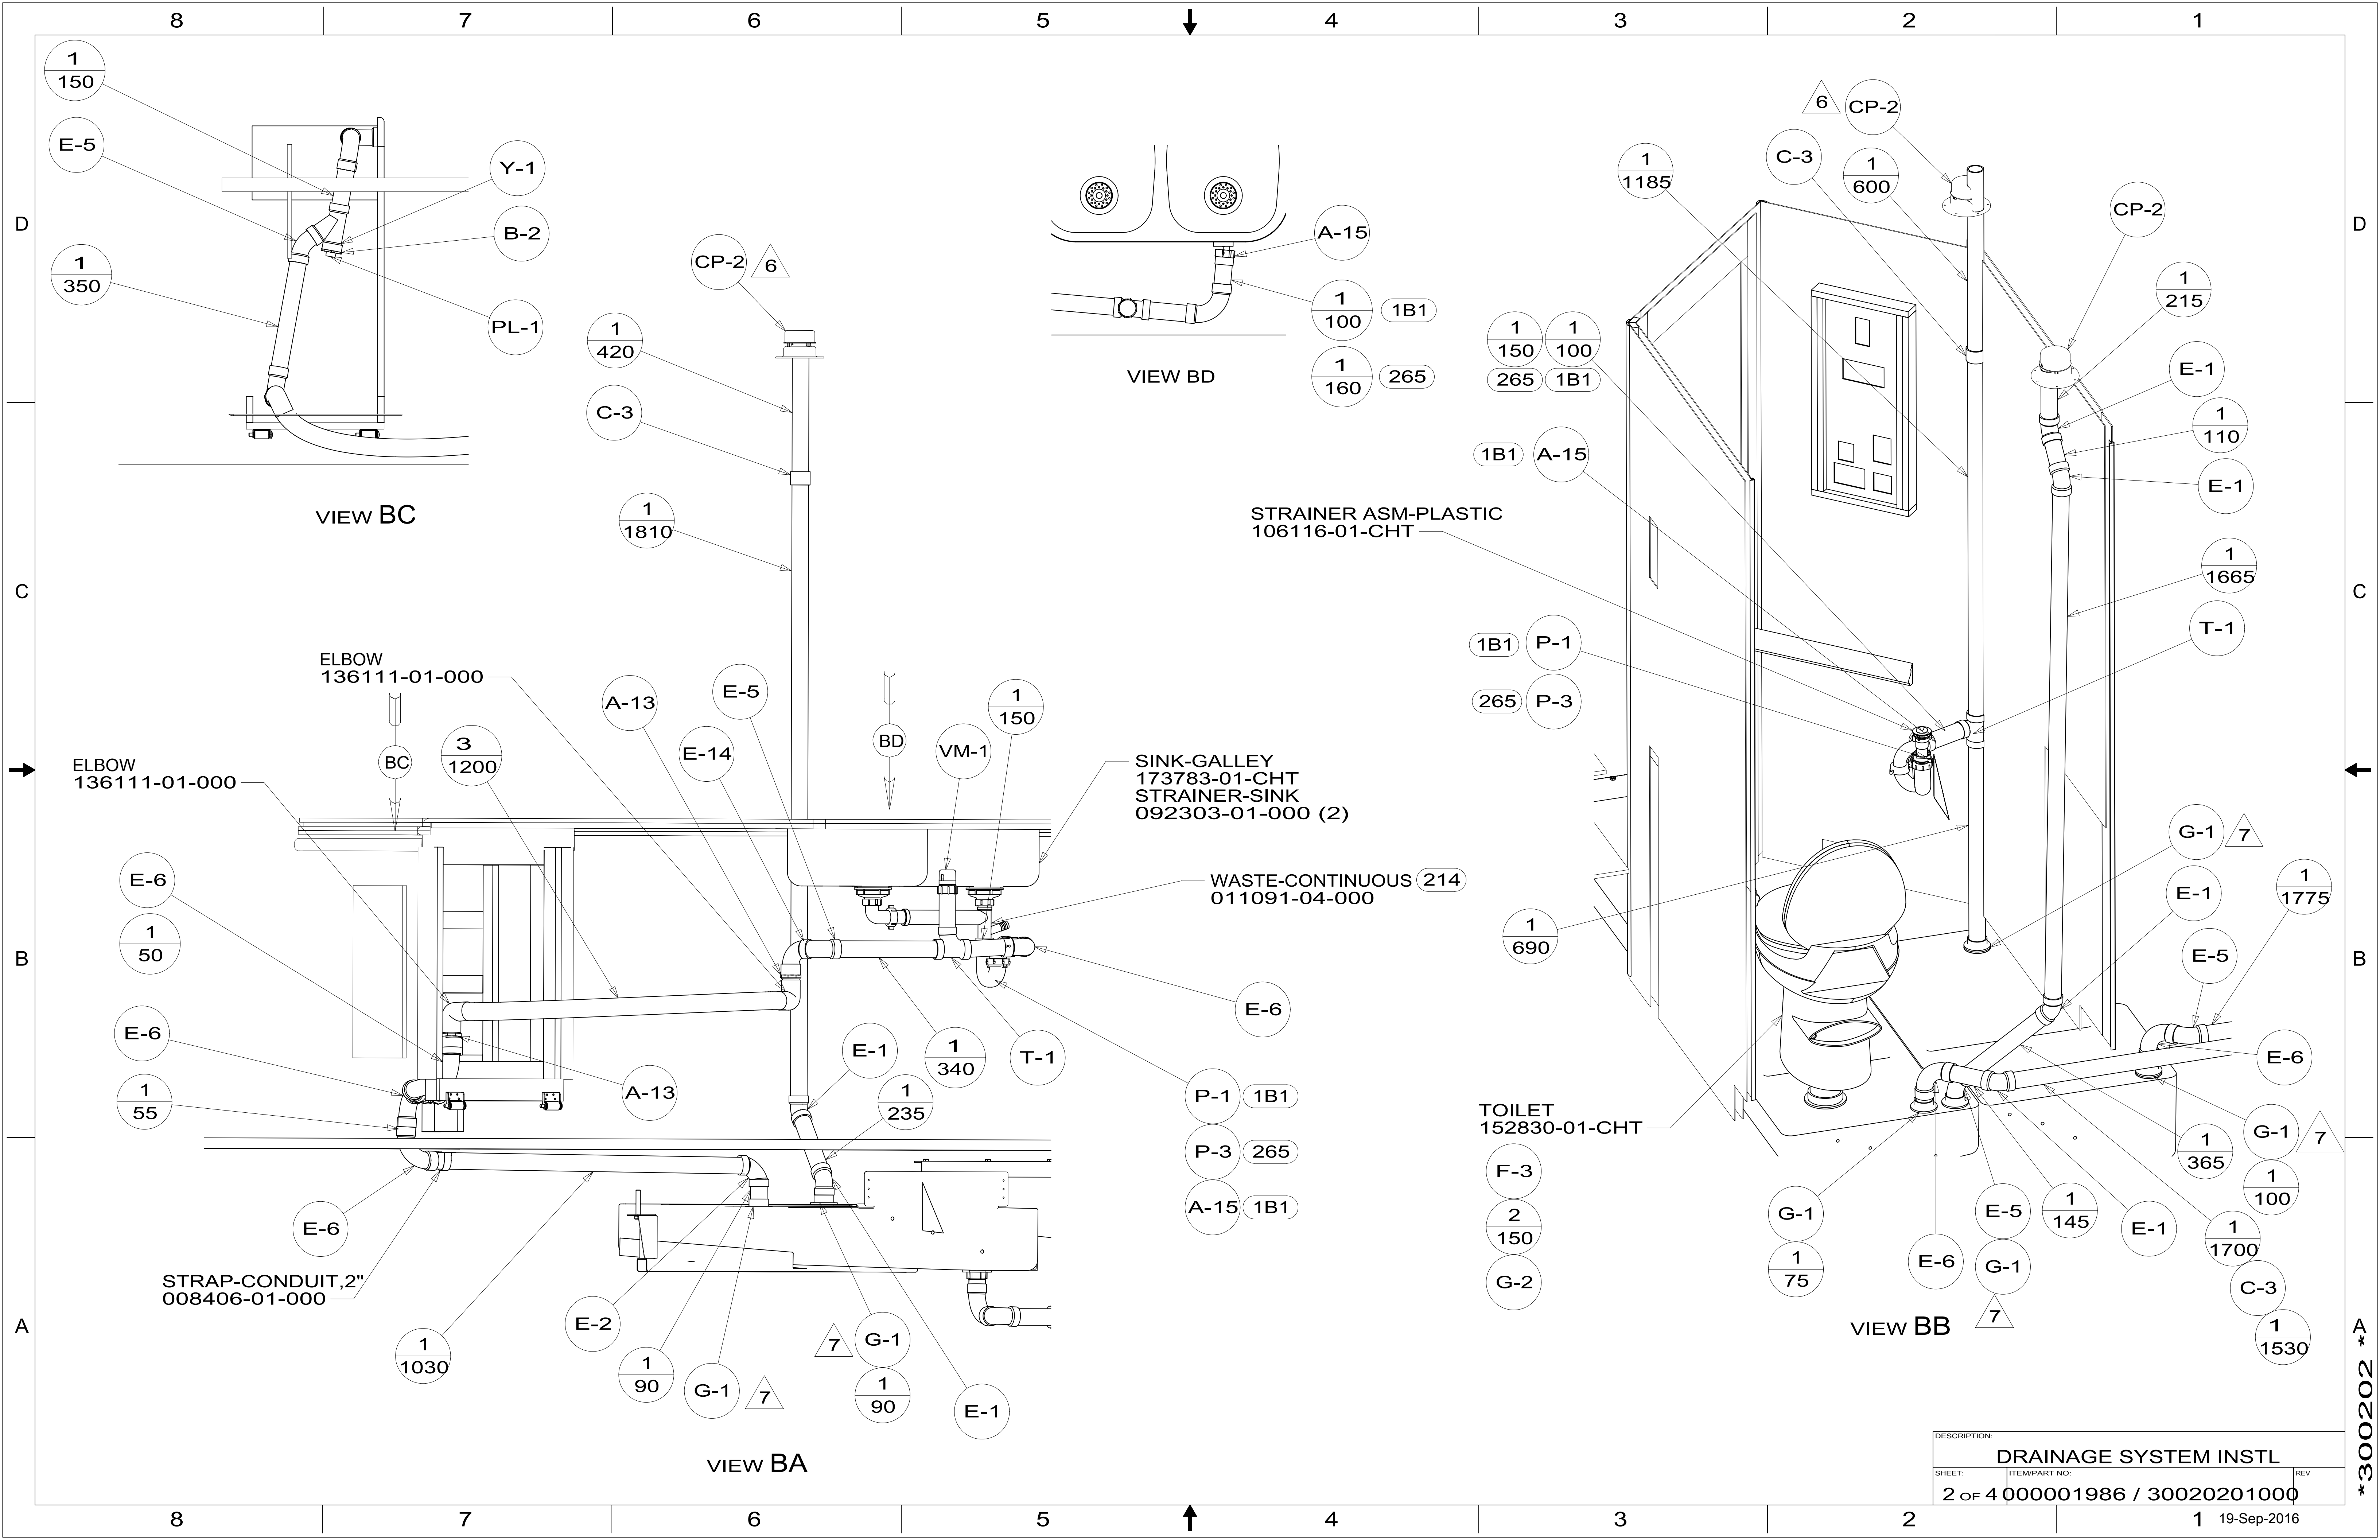 8 7 6 5 4 3 2 1
D
C
B
A
1
150
E-5
1
350
Y-1
B-2
PL-1
VIEW BC
CP-2
6
1
420
C-3
1
1810
A-15
1
100
1B1
1
160
265
VIEW BD
ELBOW
136111-01-000
ELBOW
136111-01-000
BC
3
1200
A-13
E-5
E-14
BD
VM-1
1
150
SINK-GALLEY
173783-01-CHT
STRAINER-SINK
092303-01-000 (2)
WASTE-CONTINUOUS 214
011091-04-000
E-6
1
50
E-6
1
55
E-6
A-13
E-1
1
235
1
340
T-1
E-6
P-1 1B1
P-3 265
A-15 1B1
STRAP-CONDUIT,2"
008406-01-000
1
1030
E-2
1
90
G-1
7
7
G-1
1
90
E-1
VIEW BA
6
CP-2
C-3
1
600
1
1185
CP-2
1
215
1
150
265
1
100
1B1
E-1
1
110
E-1
1B1 A-15
STRAINER ASM-PLASTIC
106116-01-CHT
1
1665
T-1
1B1 P-1
265 P-3
G-1
7
E-1
1
1775
1
690
E-5
E-6
TOILET
152830-01-CHT
F-3
2
150
G-2
G-1
1
75
E-6
E-5
G-1
7
1
145
E-1
1
365
1
1700
C-3
1
1530
G-1
7
1
100
VIEW BB
DESCRIPTION:
DRAINAGE SYSTEM INSTL
SHEET: ITEM/PART NO: REV
2 OF 4 000001986 / 30020201000
D
C
B
A
*300202 *
8 7 6 5 4 3 2 1
19-Sep-2016